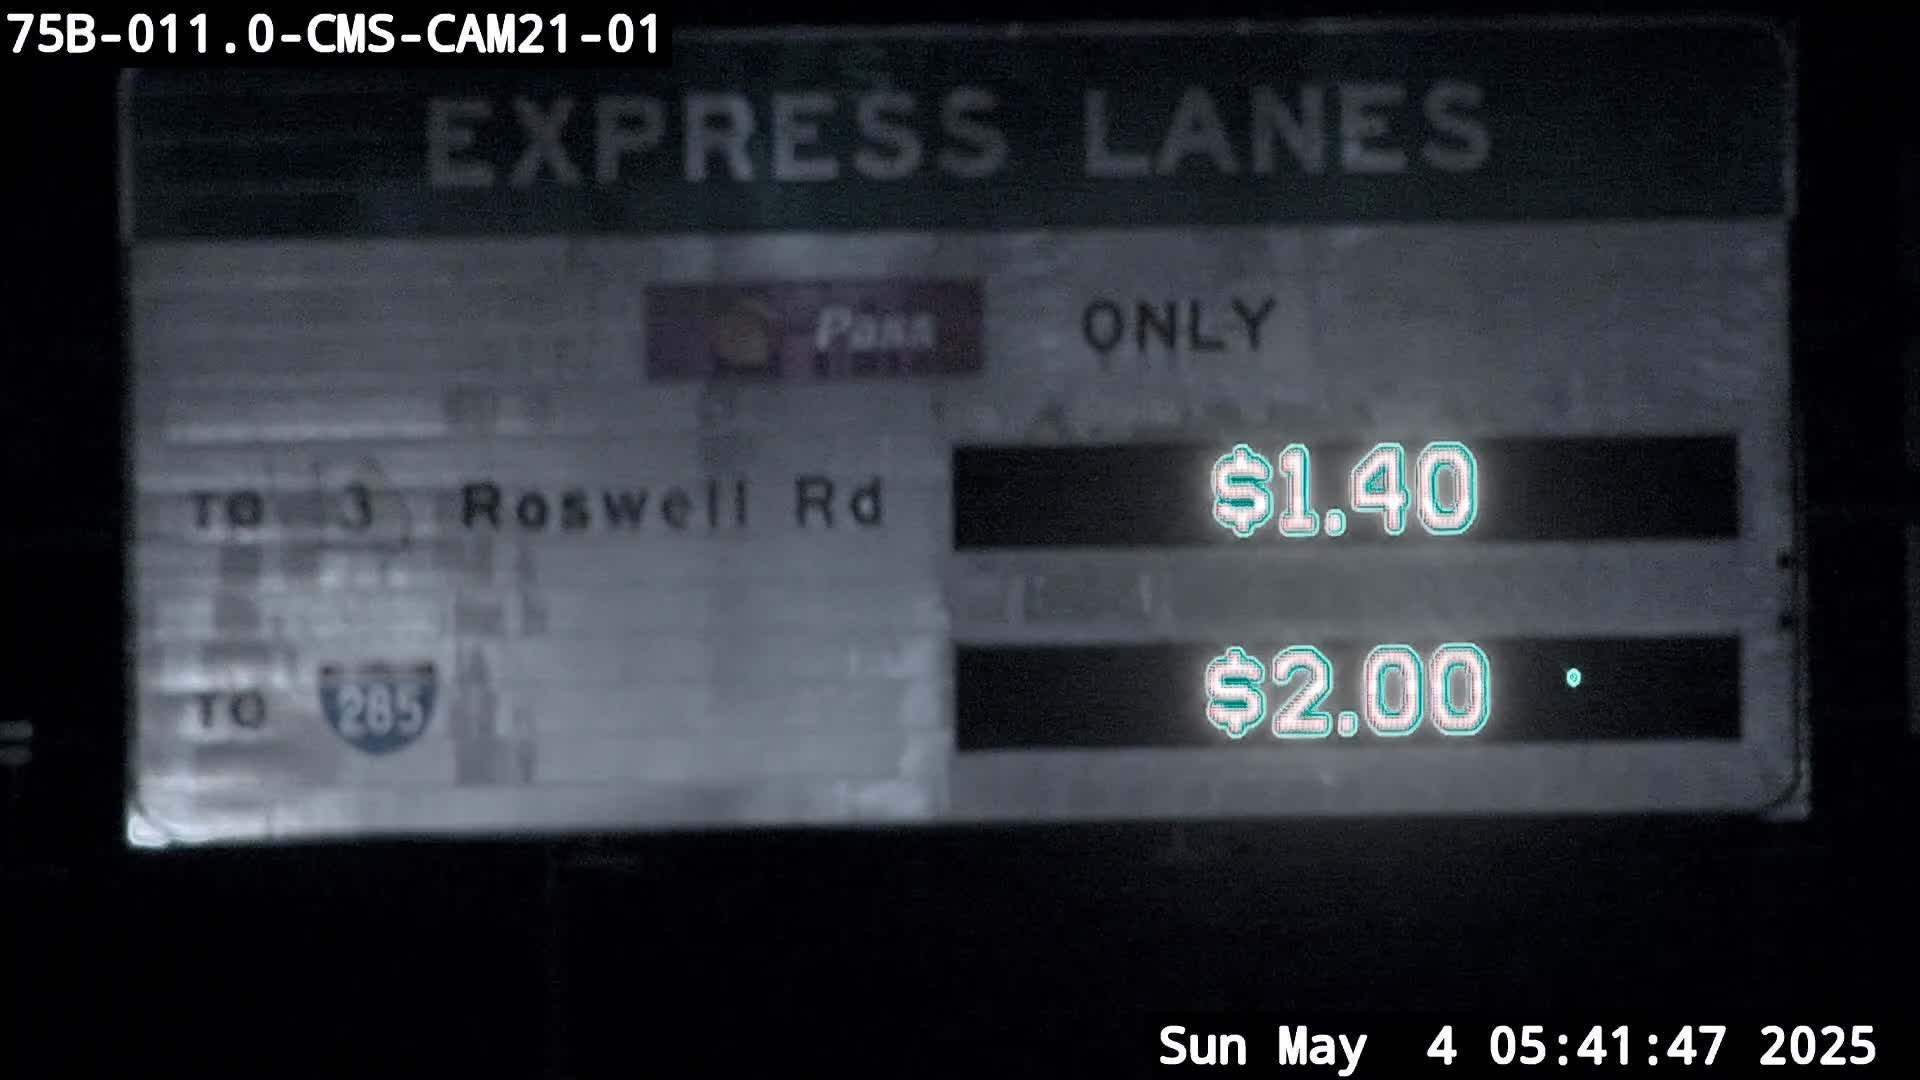 75B-011.0-CMS-CAM21-01
EXPRESS LANES
Pass ONLY
TO 3 Roswell Rd $1.40
TO 285 $2.00
Sun May 4 05:41:47 2025